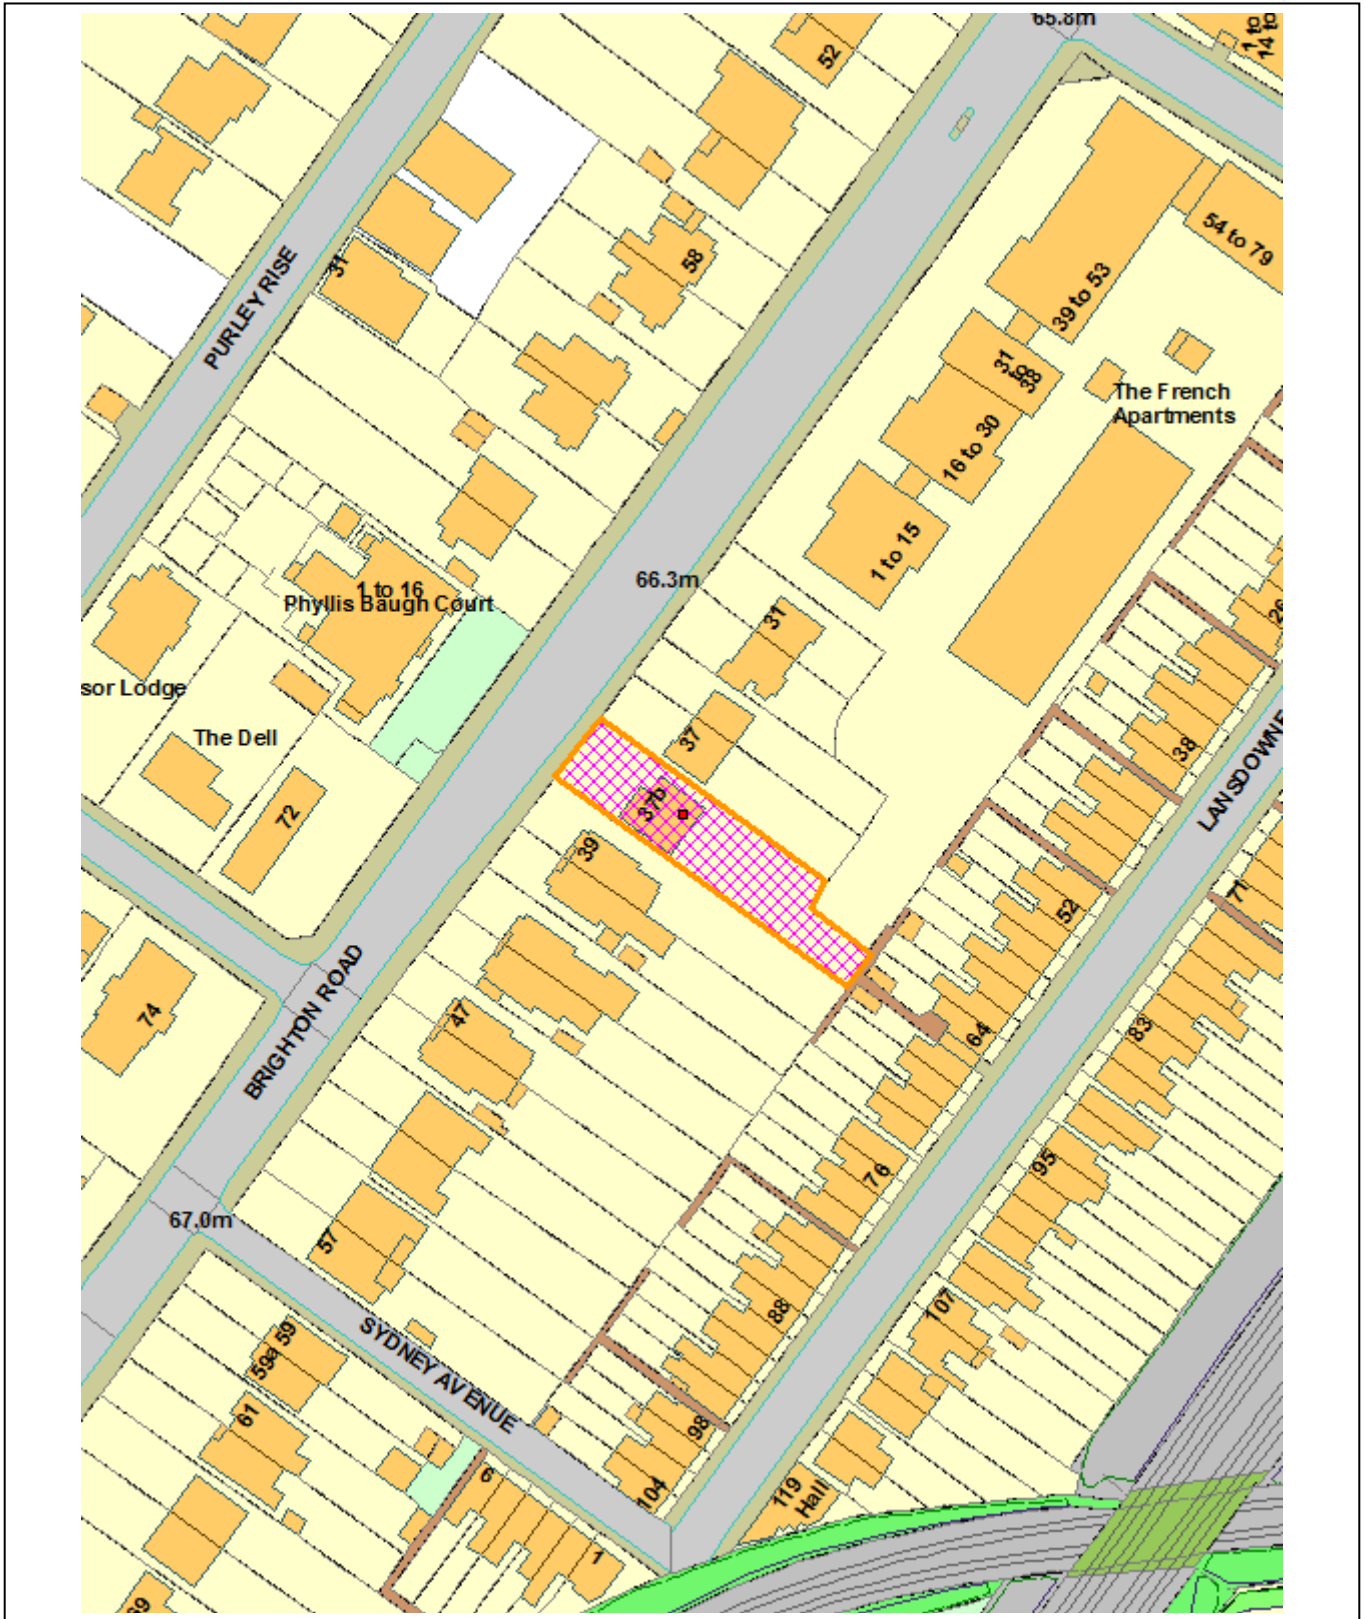 65.8m
1 to
14 to
52
PURLEY RISE
31
58
54 to 79
39 to 53
31
to
38
The French
Apartments
16 to 30
1 to 15
66.3m
1 to 16
Phyllis Baugh Court
31
26
sor Lodge
The Dell
37
38
LANSDOWNE
72
37b
39
52
71
74
BRIGHTON ROAD
47
64
83
76
95
67.0m
57
88
107
SYDNEY AVENUE
59a 59
61
98
6
104
119
Hall
1
69